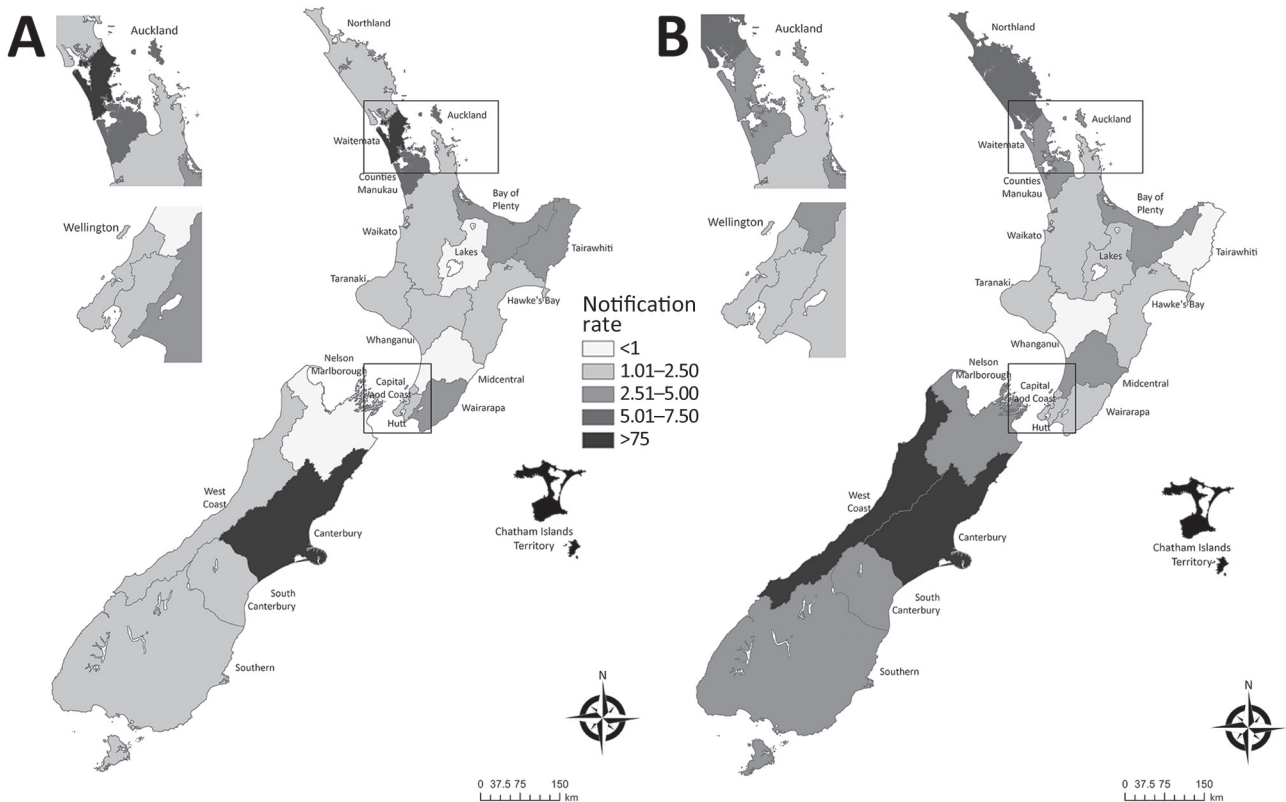 A
Auckland
Wellington
Northland
Auckland
Waitemata
Counties
Manukau
Bay of
Plenty
Waikato
Lakes
Tairawhiti
Taranaki
Hawke's Bay
Whanganui
Nelson
Marlborough
Capital
and Coast
Midcentral
Wairarapa
Hutt
West
Coast
Canterbury
Chatham Islands
Territory
South
Canterbury
Southern
N
0 37.5 75 150
km
Notification
rate
<1
1.01–2.50
2.51–5.00
5.01–7.50
>75
B
Auckland
Wellington
Northland
Auckland
Waitemata
Counties
Manukau
Bay of
Plenty
Waikato
Lakes
Tairawhiti
Taranaki
Hawke's Bay
Whanganui
Nelson
Marlborough
Capital
and Coast
Midcentral
Wairarapa
Hutt
West
Coast
Canterbury
Chatham Islands
Territory
South
Canterbury
Southern
N
0 37.5 75 150
km